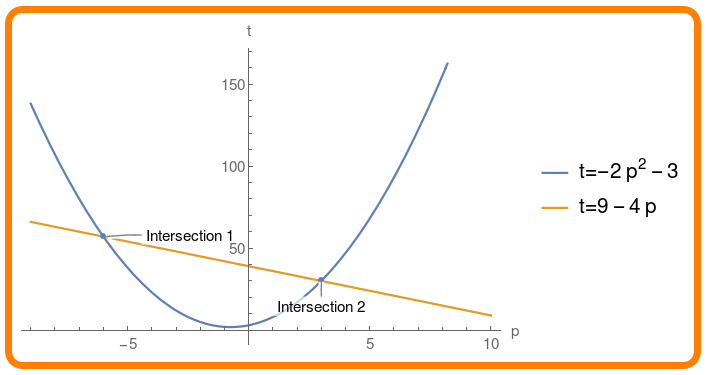 t
150
100
50
Intersection 1
Intersection 2
−5
5
10
p
t=−2 p² − 3
t=9 − 4 p